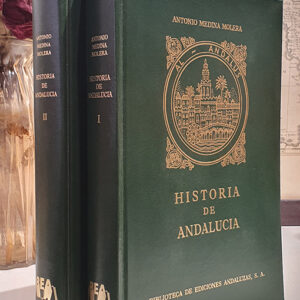 ANTONIO
MEDINA
MOLERA
HISTORIA
DE
ANDALUCIA
II
ANTONIO
MEDINA
MOLERA
HISTORIA
DE
ANDALUCIA
I
ANTONIO MEDINA MOLERA
AL-ANDALUS
HISTORIA
DE
ANDALUCIA
BIBLIOTECA DE EDICIONES ANDALUZAS, S. A.